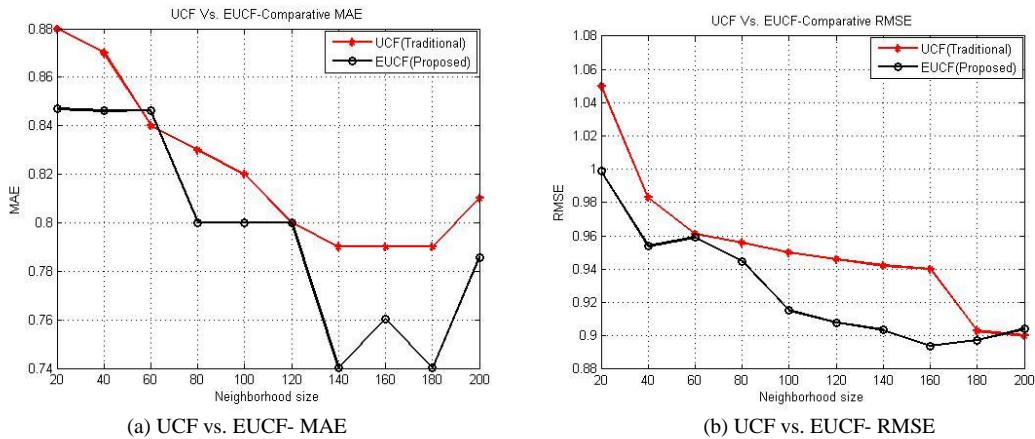 UCF Vs. EUCF-Comparative MAE
UCF(Traditional)
EUCF(Proposed)
MAE
0.88
0.86
0.84
0.82
0.8
0.78
0.76
0.74
20 40 60 80 100 120 140 160 180 200
Neighborhood size
(a) UCF vs. EUCF- MAE
UCF Vs. EUCF-Comparative RMSE
UCF(Traditional)
EUCF(Proposed)
RMSE
1.08
1.06
1.04
1.02
1
0.98
0.96
0.94
0.92
0.9
0.88
20 40 60 80 100 120 140 160 180 200
Neighborhood size
(b) UCF vs. EUCF- RMSE